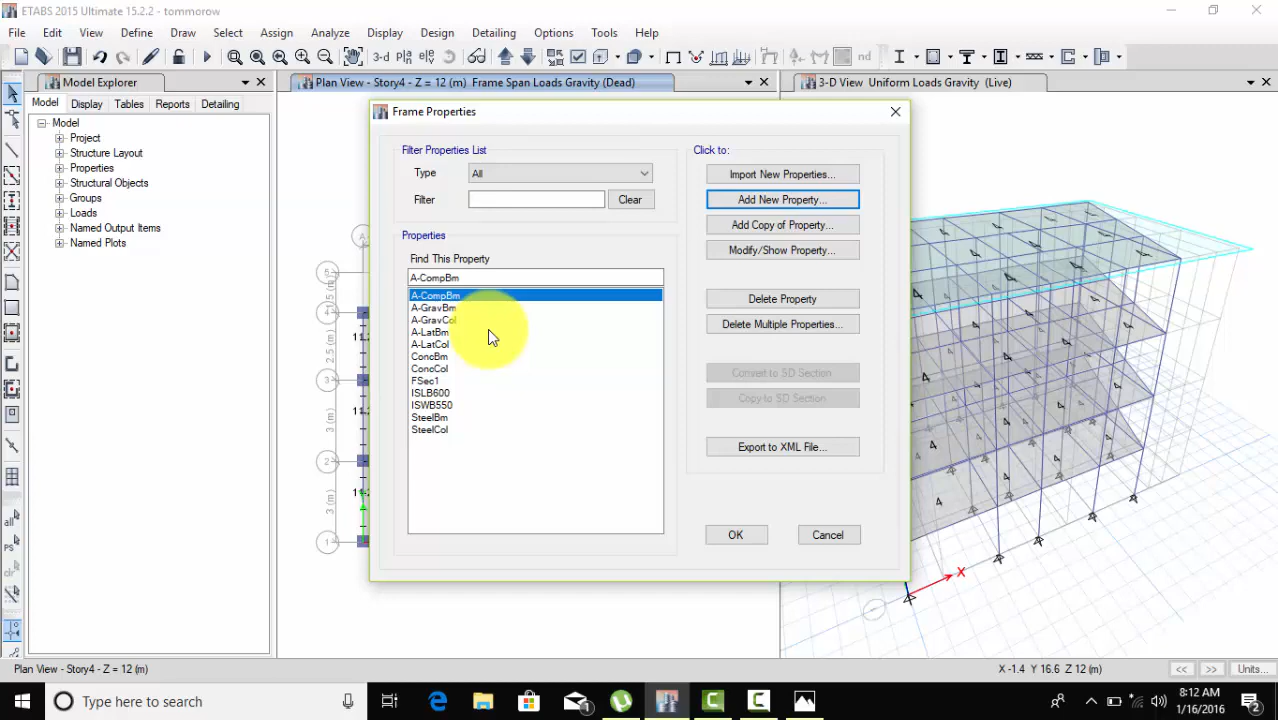 ETABS 2015 Ultimate 15.2.2 - tommorow
File Edit View Define Draw Select Assign Analyze Display Design Detailing Options Tools Help
3-d
nd
Model Explorer
Plan View - Story4 - Z = 12 (m) Frame Span Loads Gravity (Dead)
3-D View Uniform Loads Gravity (Live)
Model Display Tables Reports Detailing
Model
Project
Structure Layout
Properties
Structural Objects
Groups
Loads
Named Output Items
Named Plots
Frame Properties
Filter Properties List
Type All
Filter Clear
Properties
Find This Property
A-CompBm
A-CompBm
A-GravBm
A-GravCol
A-LatBm
A-LatCol
ConcBm
ConcCol
FSec1
ISLB600
ISWB550
SteelBm
SteelCol
Click to:
Import New Properties...
Add New Property...
Add Copy of Property...
Modify/Show Property...
Delete Property
Delete Multiple Properties...
Convert to SD Section
Copy to SD Section
Export to XML File...
OK Cancel
X
Plan View - Story4 - Z = 12 (m)
X -1.4 Y 16.6 Z 12 (m)
<< >> Units...
Type here to search
8:12 AM
1/16/2016